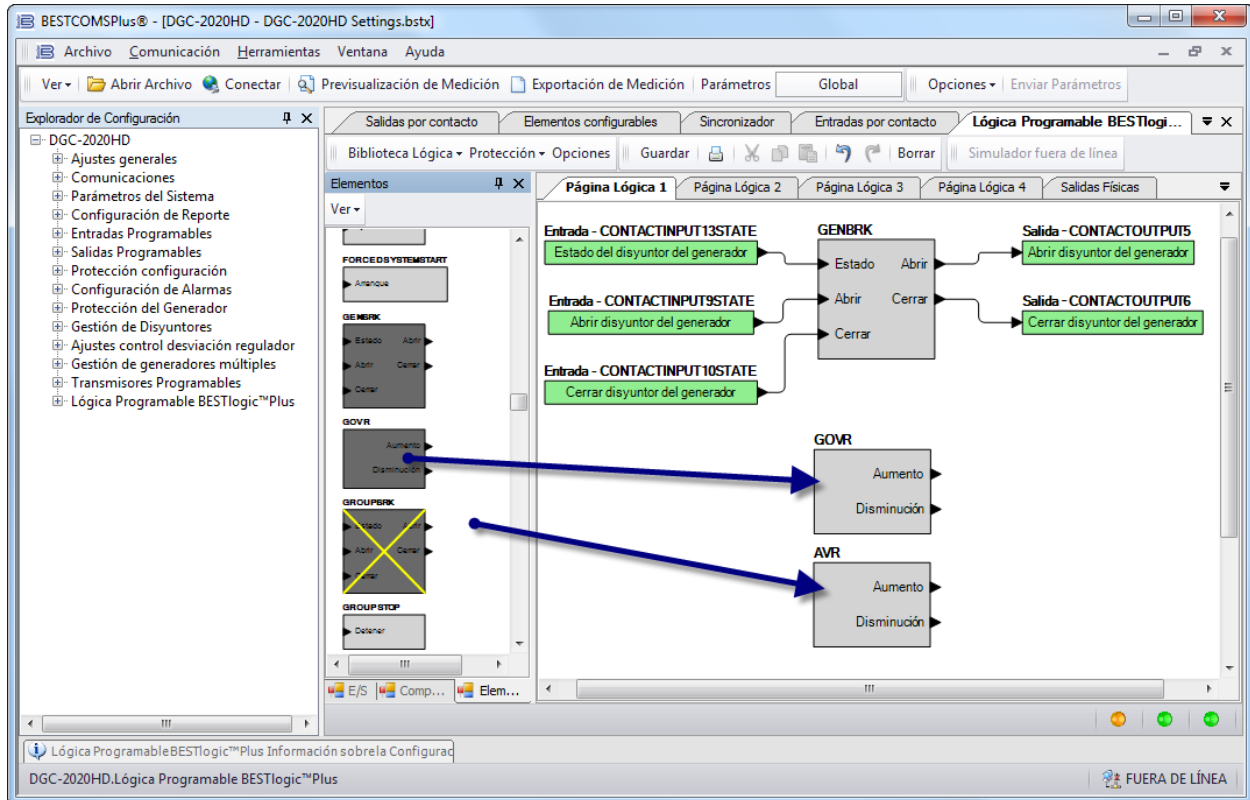 BESTCOMSPlus® - [DGC-2020HD - DGC-2020HD Settings.bstx]
Archivo Comunicación Herramientas Ventana Ayuda
Ver Abrir Archivo Conectar Previsualización de Medición Exportación de Medición Parámetros Global Opciones Enviar Parámetros
Explorador de Configuración
DGC-2020HD
Ajustes generales
Comunicaciones
Parámetros del Sistema
Configuración de Reporte
Entradas Programables
Salidas Programables
Protección configuración
Configuración de Alarmas
Protección del Generador
Gestión de Disyuntores
Ajustes control desviación regulador
Gestión de generadores múltiples
Transmisores Programables
Lógica Programable BESTlogic™Plus
Salidas por contacto Elementos configurables Sincronizador Entradas por contacto Lógica Programable BESTlogi...
Biblioteca Lógica Protección Opciones Guardar Borrar Simulador fuera de línea
Elementos
Ver
FORCEDSYSTEMSTART
Arranque
GENBRK
Estado Abrir
Abrir Cerrar
Cerrar
GOVR
Aumento
Disminución
GROUPBRK
Estado Abrir
Abrir Cerrar
Cerrar
GROUPSTOP
Detener
E/S Comp... Elem...
Página Lógica 1 Página Lógica 2 Página Lógica 3 Página Lógica 4 Salidas Físicas
Entrada - CONTACTINPUT13STATE
Estado del disyuntor del generador
Entrada - CONTACTINPUT9STATE
Abrir disyuntor del generador
Entrada - CONTACTINPUT10STATE
Cerrar disyuntor del generador
GENBRK
Estado Abrir
Abrir Cerrar
Cerrar
Salida - CONTACTOUTPUT5
Abrir disyuntor del generador
Salida - CONTACTOUTPUT6
Cerrar disyuntor del generador
GOVR
Aumento
Disminución
AVR
Aumento
Disminución
Lógica ProgramableBESTlogic™Plus Información sobrela Configurac
DGC-2020HD.Lógica Programable BESTlogic™Plus FUERA DE LÍNEA